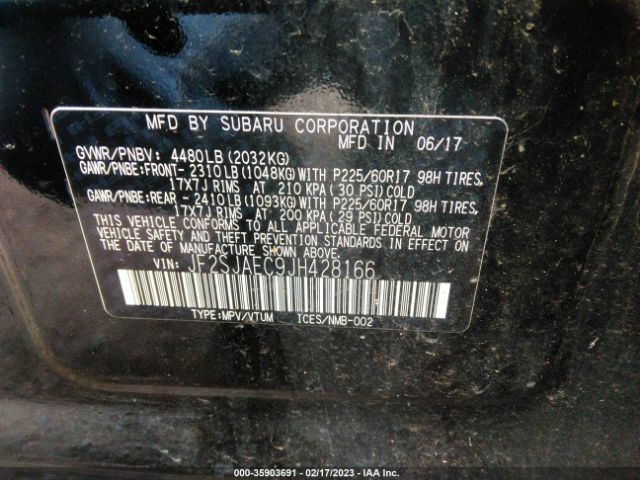 MFD BY SUBARU CORPORATION
MFD IN 06/17
GVWR/PNBV: 4480LB(2032KG)
GAWR/PNBE:FRONT- 2310LB(1048KG)WITH P225/60R17 98H TIRES,
17X7J RIMS AT 210 KPA(30 PSI)COLD
GAWR/PNBE:REAR - 2410LB(1093KG)WITH P225/60R17 98H TIRES,
17X7J RIMS AT 200 KPA(29 PSI)COLD
THIS VEHICLE CONFORMS TO ALL APPLICABLE FEDERAL MOTOR
VEHICLE SAFETY AND THEFT PREVENTION STANDARDS IN EFFECT ON
THE DATE OF MANUFACTURE SHOWN ABOVE.
VIN: JF2SJAEC9JH428166
TYPE:MPV/VTUM ICES/NMB-002
000-35903691 - 02/17/2023 - IAA Inc.